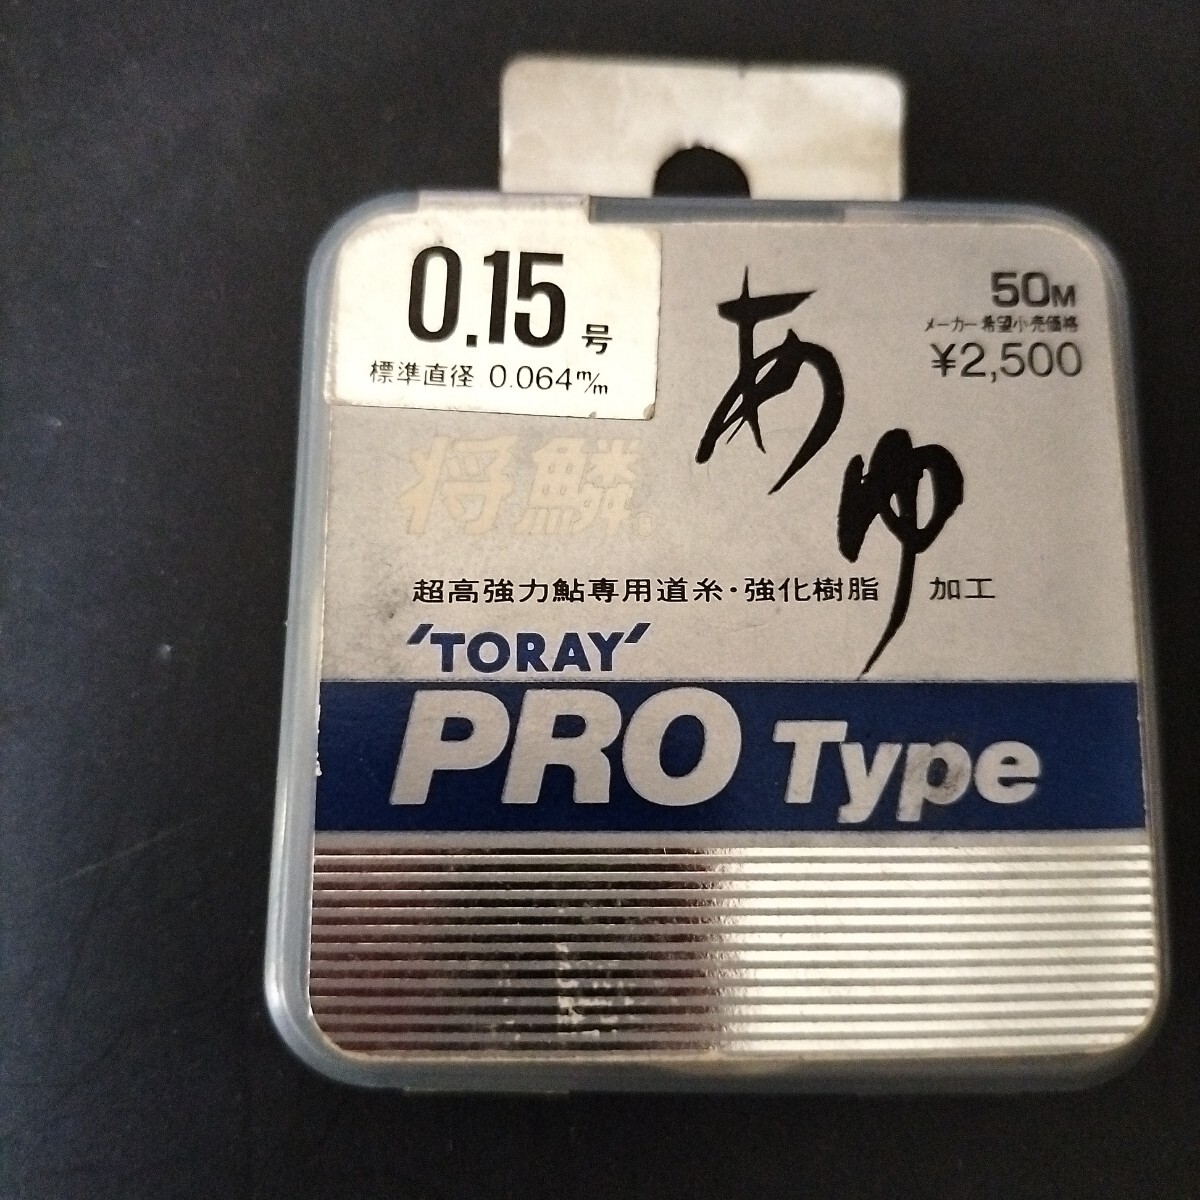 0.15号
標準直径 0.064m/m
あゆ
50M
メーカー希望小売価格
¥2,500
将鱗®
超高強力鮎専用道糸・強化樹脂加工
'TORAY'
PRO Type